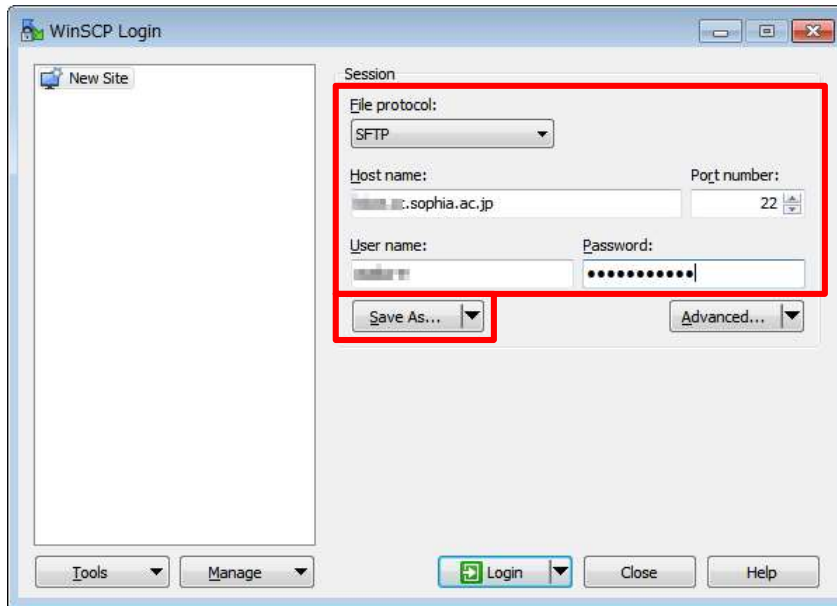 WinSCP Login
New Site
Session
File protocol:
SFTP
Host name: Port number:
.sophia.ac.jp 22
User name: Password:
●●●●●●●●●●●
Save As... Advanced...
Tools Manage Login Close Help